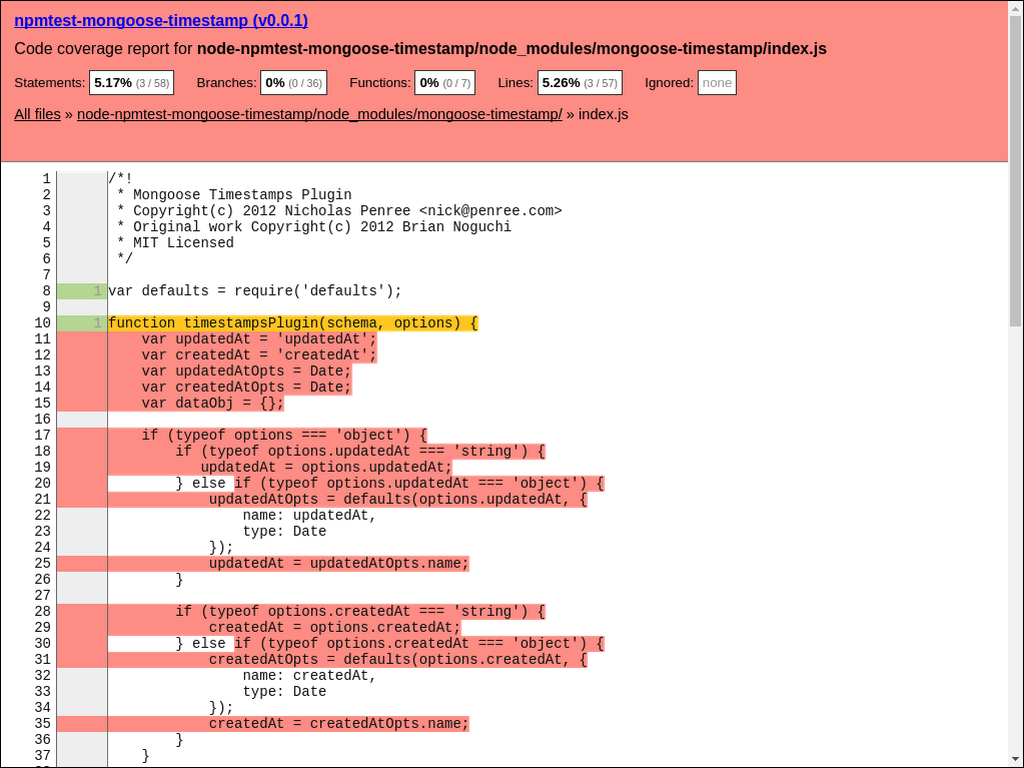 npmtest-mongoose-timestamp (v0.0.1)
Code coverage report for node-npmtest-mongoose-timestamp/node_modules/mongoose-timestamp/index.js
Statements: 5.17% (3 / 58) Branches: 0% (0 / 36) Functions: 0% (0 / 7) Lines: 5.26% (3 / 57) Ignored: none
All files » node-npmtest-mongoose-timestamp/node_modules/mongoose-timestamp/ » index.js
1 /*!
2  * Mongoose Timestamps Plugin
3  * Copyright(c) 2012 Nicholas Penree <nick@penree.com>
4  * Original work Copyright(c) 2012 Brian Noguchi
5  * MIT Licensed
6  */
7
8 1 var defaults = require('defaults');
9
10 1 function timestampsPlugin(schema, options) {
11     var updatedAt = 'updatedAt';
12     var createdAt = 'createdAt';
13     var updatedAtOpts = Date;
14     var createdAtOpts = Date;
15     var dataObj = {};
16
17     if (typeof options === 'object') {
18         if (typeof options.updatedAt === 'string') {
19            updatedAt = options.updatedAt;
20         } else if (typeof options.updatedAt === 'object') {
21             updatedAtOpts = defaults(options.updatedAt, {
22                 name: updatedAt,
23                 type: Date
24             });
25             updatedAt = updatedAtOpts.name;
26         }
27
28         if (typeof options.createdAt === 'string') {
29             createdAt = options.createdAt;
30         } else if (typeof options.createdAt === 'object') {
31             createdAtOpts = defaults(options.createdAt, {
32                 name: createdAt,
33                 type: Date
34             });
35             createdAt = createdAtOpts.name;
36         }
37     }